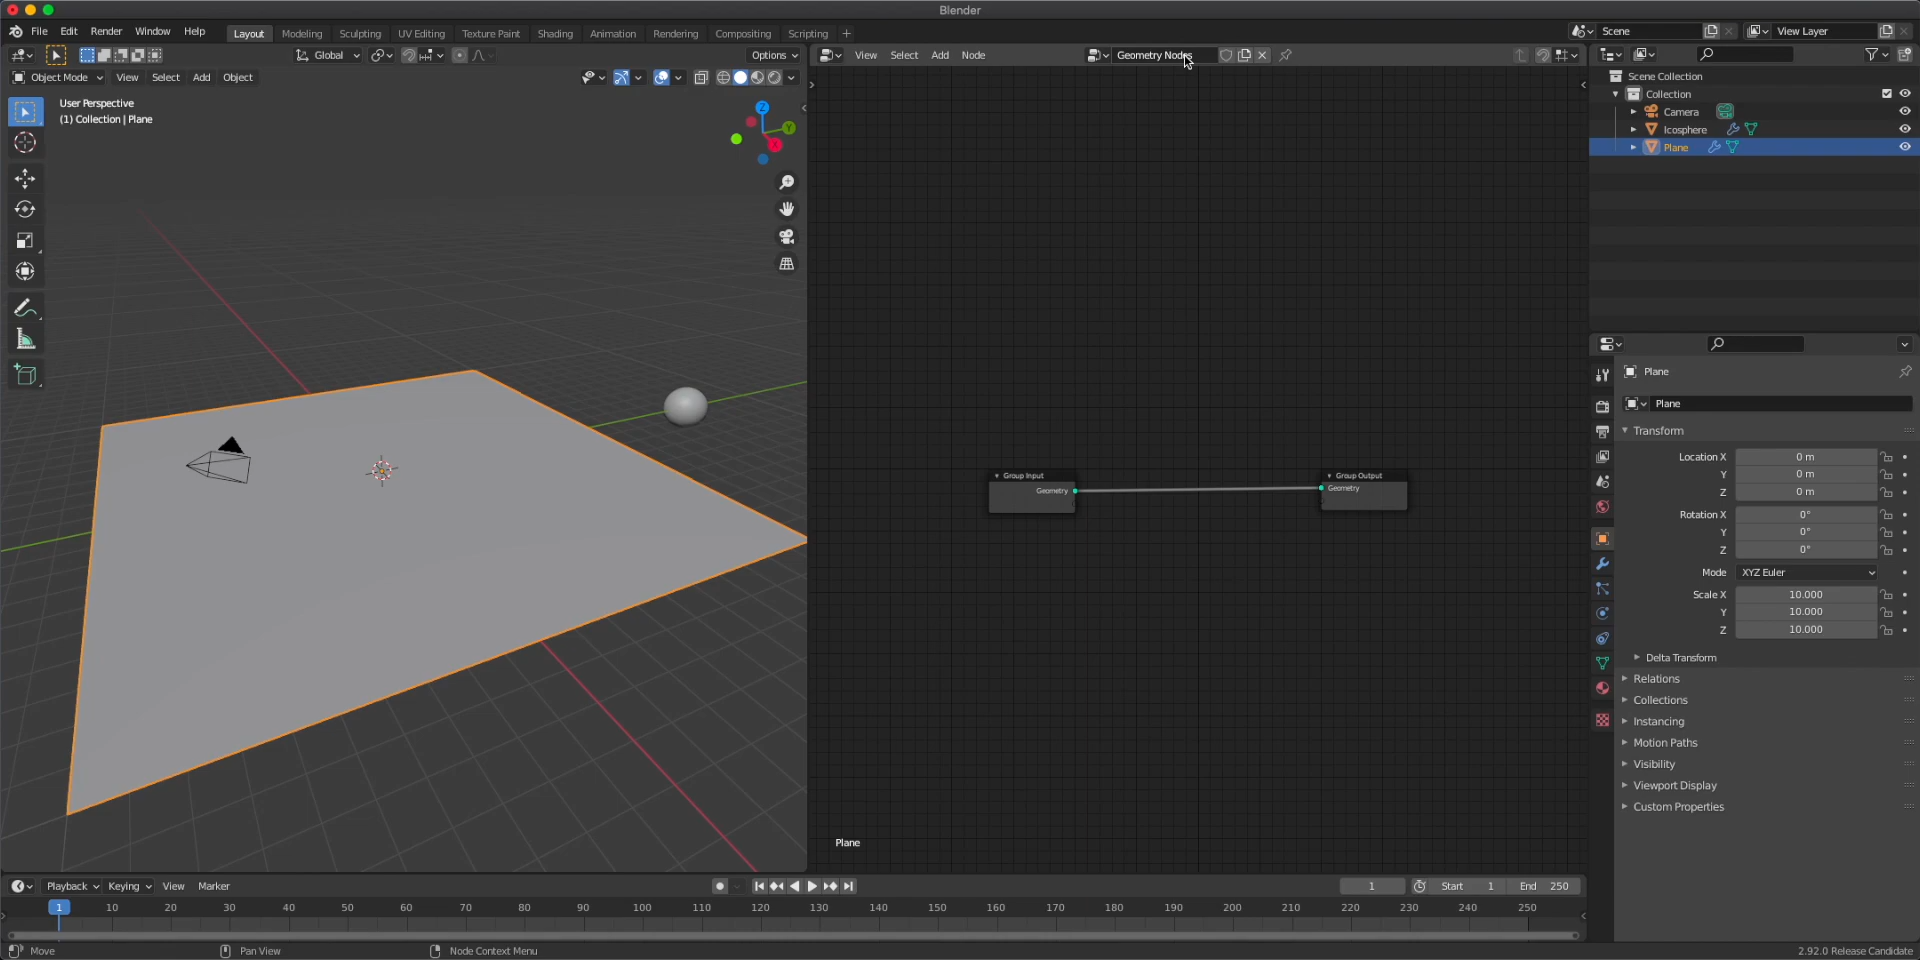 Blender
File Edit Render Window Help Layout Modeling Sculpting UV Editing Texture Paint Shading Animation Rendering Compositing Scripting + Scene View Layer
Global Options View Select Add Node Geometry Nodes
Object Mode View Select Add Object
User Perspective
(1) Collection | Plane
Z
Y
X
Scene Collection
Collection
Camera
Icosphere
Plane
Plane
Plane
Transform
Location X 0 m
Y 0 m
Z 0 m
Rotation X 0°
Y 0°
Z 0°
Mode XYZ Euler
Scale X 10.000
Y 10.000
Z 10.000
Delta Transform
Relations
Collections
Instancing
Motion Paths
Visibility
Viewport Display
Custom Properties
Group Input
Geometry
Group Output
Geometry
Plane
Playback Keying View Marker 1 Start 1 End 250
1 10 20 30 40 50 60 70 80 90 100 110 120 130 140 150 160 170 180 190 200 210 220 230 240 250
Move Pan View Node Context Menu 2.92.0 Release Candidate